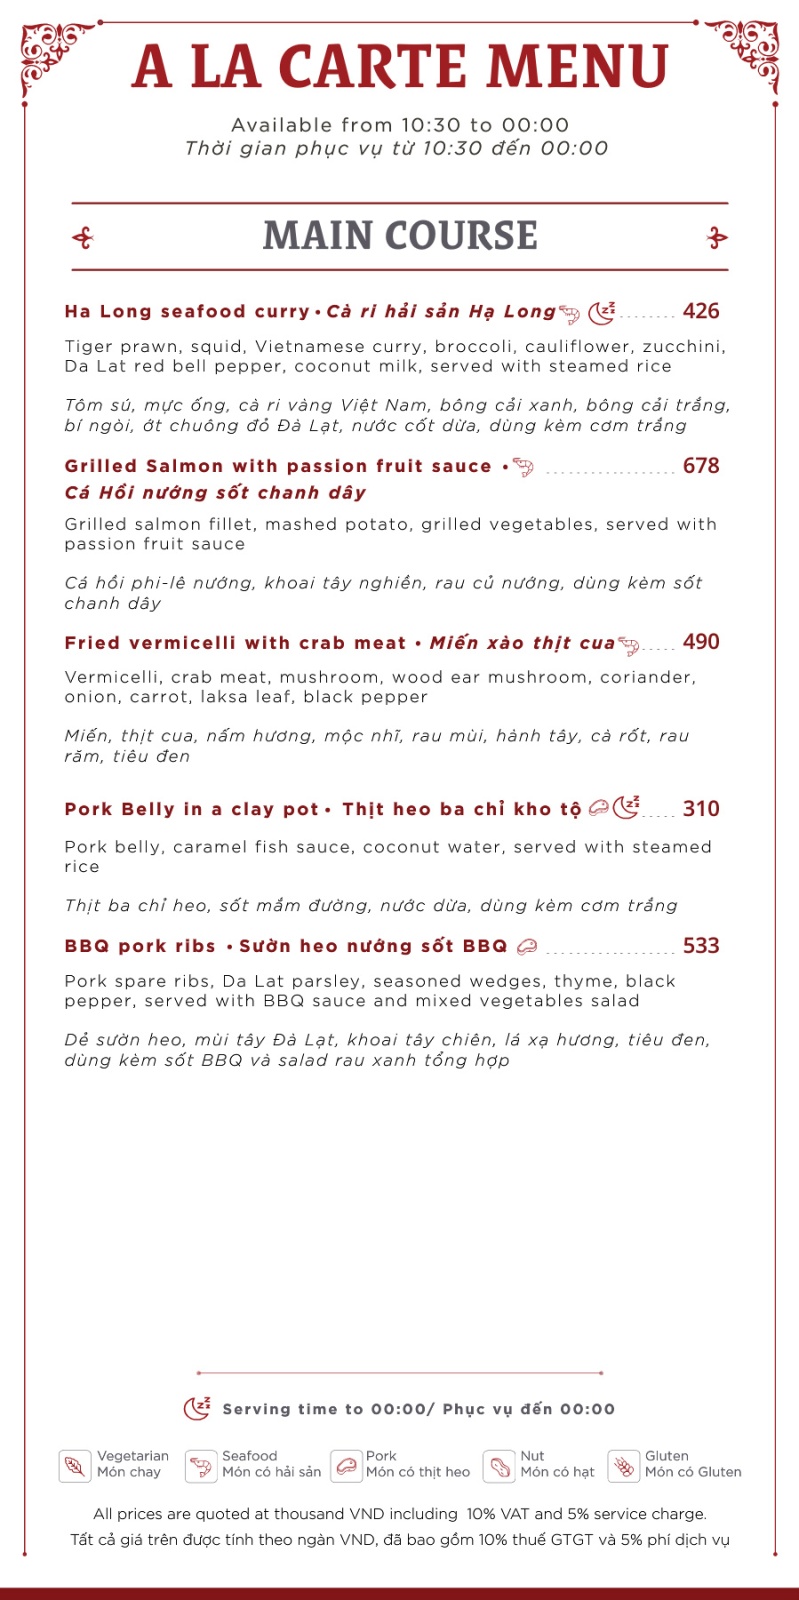 A LA CARTE MENU
Available from 10:30 to 00:00
Thời gian phục vụ từ 10:30 đến 00:00
MAIN COURSE
Ha Long seafood curry • Cà ri hải sản Hạ Long ........ 426
Tiger prawn, squid, Vietnamese curry, broccoli, cauliflower, zucchini,
Da Lat red bell pepper, coconut milk, served with steamed rice
Tôm sú, mực ống, cà ri vàng Việt Nam, bông cải xanh, bông cải trắng,
bí ngòi, ớt chuông đỏ Đà Lạt, nước cốt dừa, dùng kèm cơm trắng
Grilled Salmon with passion fruit sauce • ................... 678
Cá Hồi nướng sốt chanh dây
Grilled salmon fillet, mashed potato, grilled vegetables, served with
passion fruit sauce
Cá hồi phi-lê nướng, khoai tây nghiền, rau củ nướng, dùng kèm sốt
chanh dây
Fried vermicelli with crab meat • Miến xào thịt cua ..... 490
Vermicelli, crab meat, mushroom, wood ear mushroom, coriander,
onion, carrot, laksa leaf, black pepper
Miến, thịt cua, nấm hương, mộc nhĩ, rau mùi, hành tây, cà rốt, rau
răm, tiêu đen
Pork Belly in a clay pot • Thịt heo ba chỉ kho tộ ..... 310
Pork belly, caramel fish sauce, coconut water, served with steamed
rice
Thịt ba chỉ heo, sốt mắm đường, nước dừa, dùng kèm cơm trắng
BBQ pork ribs • Sườn heo nướng sốt BBQ ................... 533
Pork spare ribs, Da Lat parsley, seasoned wedges, thyme, black
pepper, served with BBQ sauce and mixed vegetables salad
Dẻ sườn heo, mùi tây Đà Lạt, khoai tây chiên, lá xạ hương, tiêu đen,
dùng kèm sốt BBQ và salad rau xanh tổng hợp
Serving time to 00:00/ Phục vụ đến 00:00
Vegetarian
Món chay
Seafood
Món có hải sản
Pork
Món có thịt heo
Nut
Món có hạt
Gluten
Món có Gluten
All prices are quoted at thousand VND including 10% VAT and 5% service charge.
Tất cả giá trên được tính theo ngàn VND, đã bao gồm 10% thuế GTGT và 5% phí dịch vụ